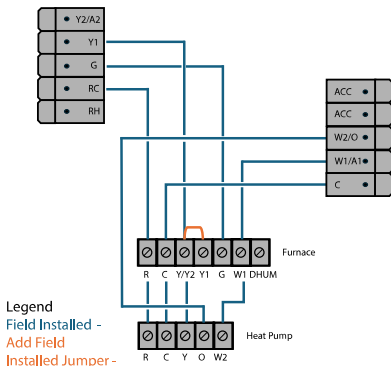 Y2/A2
Y1
G
RC
RH
ACC
ACC
W2/O
W1/A1
C
Furnace
R C Y/Y2 Y1 G W1 DHUM
Legend
Field Installed -
Add Field
Installed Jumper -
Heat Pump
R C Y O W2